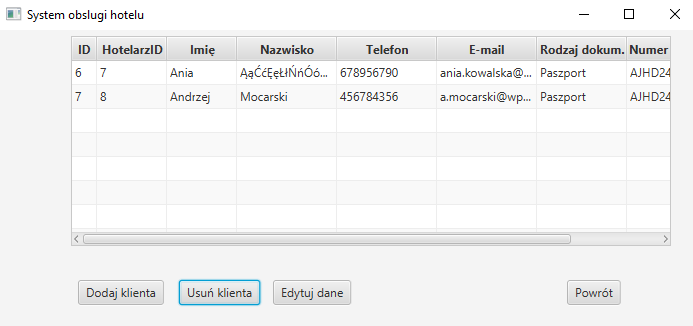 System obslugi hotelu
ID HotelarzID Imię Nazwisko Telefon E-mail Rodzaj dokum. Numer
6 7 Ania ĄąĆćĘęŁłŃńÓó... 678956790 ania.kowalska@... Paszport AJHD24
7 8 Andrzej Mocarski 456784356 a.mocarski@wp... Paszport AJHD24
Dodaj klienta Usuń klienta Edytuj dane Powrót